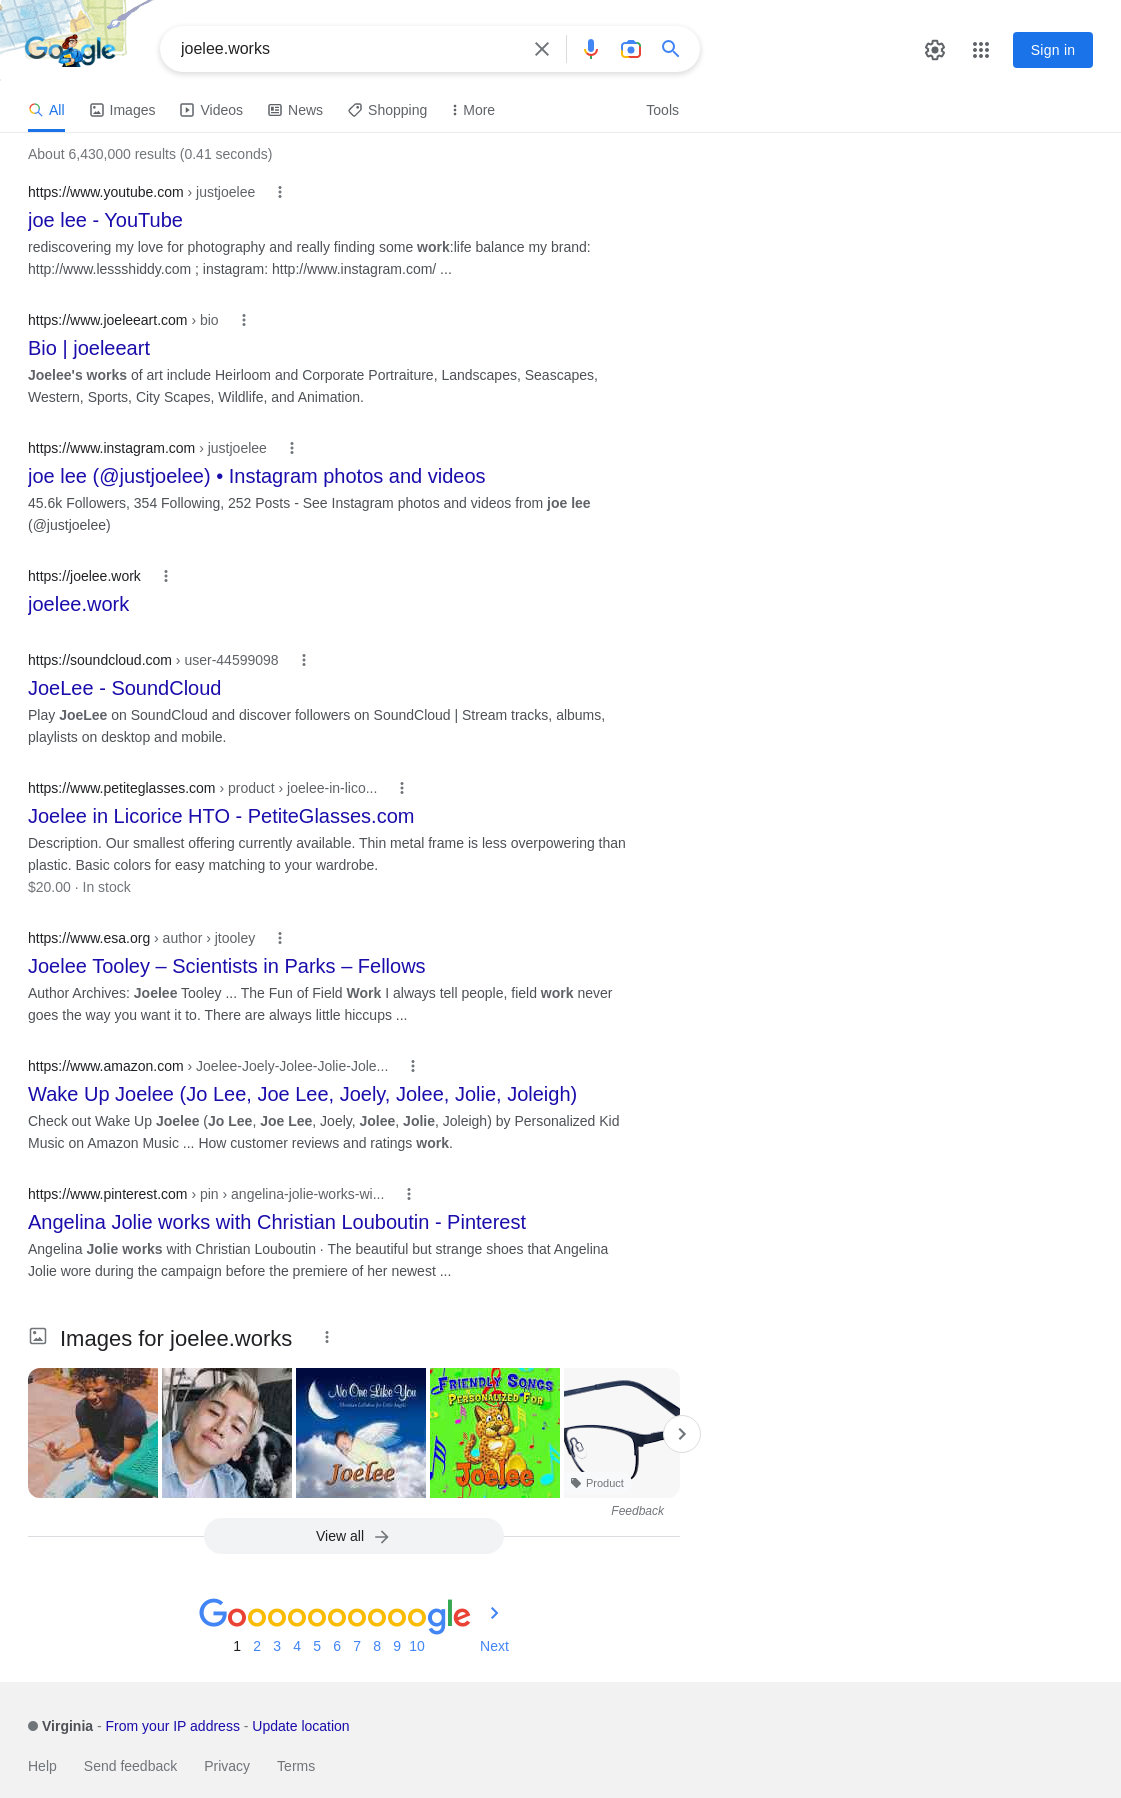 Google
joelee.works
Sign in
All
Images
Videos
News
Shopping
More
Tools
About 6,430,000 results (0.41 seconds)
https://www.youtube.com › justjoelee
joe lee - YouTube
rediscovering my love for photography and really finding some work:life balance my brand:
http://www.lessshiddy.com ; instagram: http://www.instagram.com/ ...
https://www.joeleeart.com › bio
Bio | joeleeart
Joelee's works of art include Heirloom and Corporate Portraiture, Landscapes, Seascapes,
Western, Sports, City Scapes, Wildlife, and Animation.
https://www.instagram.com › justjoelee
joe lee (@justjoelee) • Instagram photos and videos
45.6k Followers, 354 Following, 252 Posts - See Instagram photos and videos from joe lee
(@justjoelee)
https://joelee.work
joelee.work
https://soundcloud.com › user-44599098
JoeLee - SoundCloud
Play JoeLee on SoundCloud and discover followers on SoundCloud | Stream tracks, albums,
playlists on desktop and mobile.
https://www.petiteglasses.com › product › joelee-in-lico...
Joelee in Licorice HTO - PetiteGlasses.com
Description. Our smallest offering currently available. Thin metal frame is less overpowering than
plastic. Basic colors for easy matching to your wardrobe.
$20.00 · In stock
https://www.esa.org › author › jtooley
Joelee Tooley – Scientists in Parks – Fellows
Author Archives: Joelee Tooley ... The Fun of Field Work I always tell people, field work never
goes the way you want it to. There are always little hiccups ...
https://www.amazon.com › Joelee-Joely-Jolee-Jolie-Jole...
Wake Up Joelee (Jo Lee, Joe Lee, Joely, Jolee, Jolie, Joleigh)
Check out Wake Up Joelee (Jo Lee, Joe Lee, Joely, Jolee, Jolie, Joleigh) by Personalized Kid
Music on Amazon Music ... How customer reviews and ratings work.
https://www.pinterest.com › pin › angelina-jolie-works-wi...
Angelina Jolie works with Christian Louboutin - Pinterest
Angelina Jolie works with Christian Louboutin · The beautiful but strange shoes that Angelina
Jolie wore during the campaign before the premiere of her newest ...
Images for joelee.works
No One Like You
Christian Lullabies for Little Angels
Joelee
FRIENDLY SONGS
PERSONALIZED FOR
Joelee
Product
Feedback
View all
Goooooooooogle
1 2 3 4 5 6 7 8 9 10 Next
Virginia - From your IP address - Update location
Help Send feedback Privacy Terms